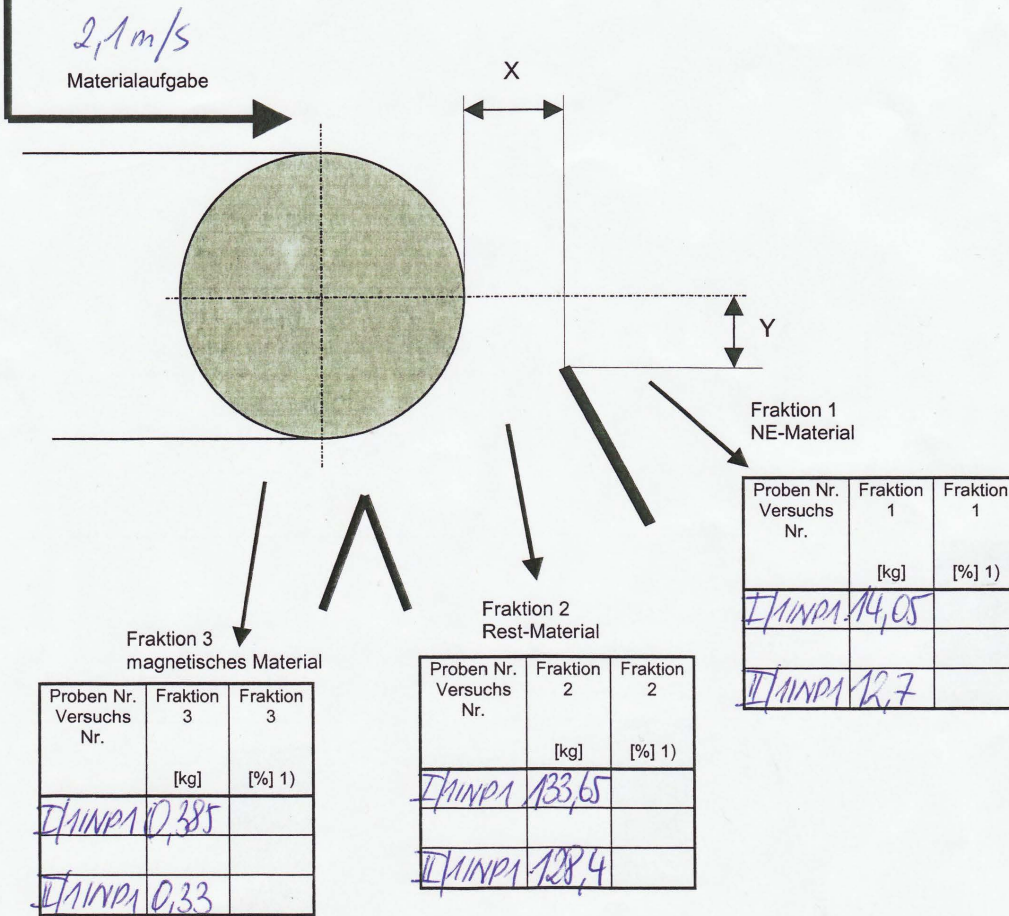 2,1 m/s
Materialaufgabe
X
Y
Fraktion 1
NE-Material
Proben Nr. Versuchs Nr. Fraktion 1 [kg] Fraktion 1 [%] 1)
I/1INP1 14,05
II/1INP1 12,7
Fraktion 2
Rest-Material
Proben Nr. Versuchs Nr. Fraktion 2 [kg] Fraktion 2 [%] 1)
I/1INP1 133,65
II/1INP1 128,4
Fraktion 3
magnetisches Material
Proben Nr. Versuchs Nr. Fraktion 3 [kg] Fraktion 3 [%] 1)
I/1INP1 0,385
II/1INP1 0,33